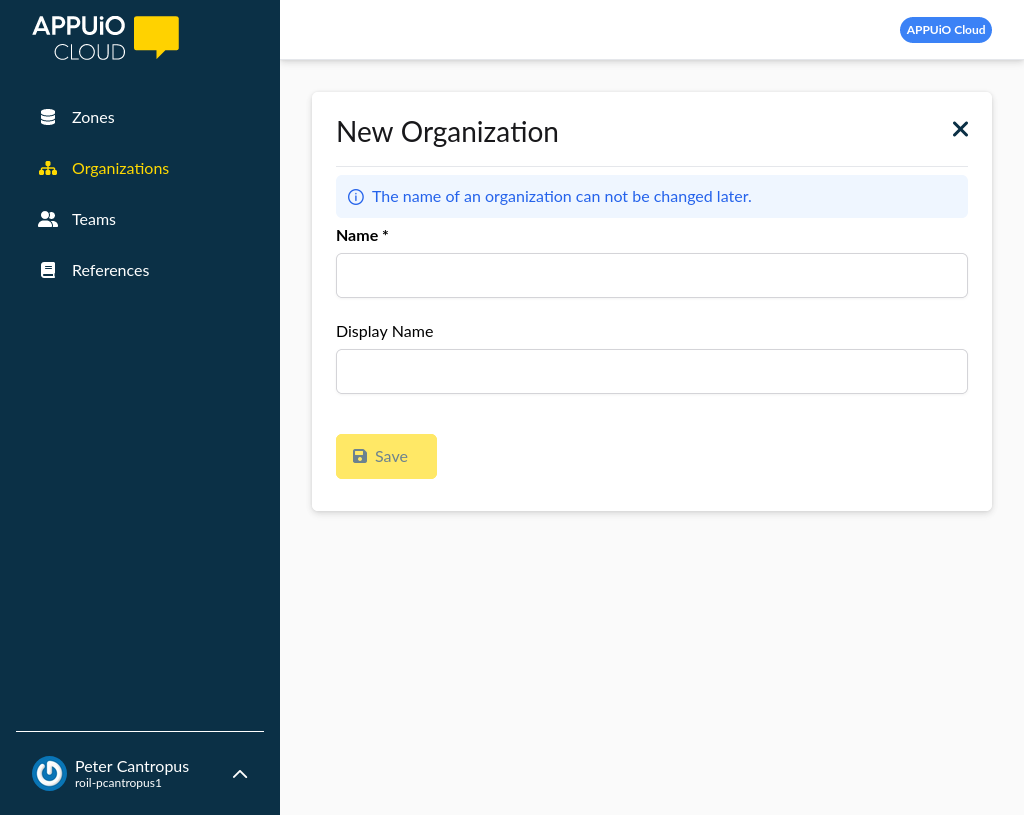 APPUiO
CLOUD
APPUiO Cloud
Zones
Organizations
Teams
References
New Organization
The name of an organization can not be changed later.
Name *
Display Name
Save
Peter Cantropus
roil-pcantropus1